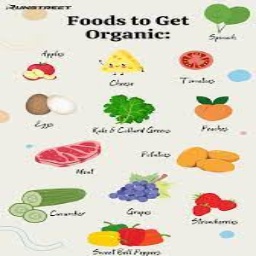 RUNSTREET
Foods to Get
Organic:
Spinach
Apples
Cheese
Tomatoes
Eggs
Kale & Collard Greens
Peaches
Potatoes
Meat
Cucumber
Grapes
Strawberries
Sweet Bell Peppers